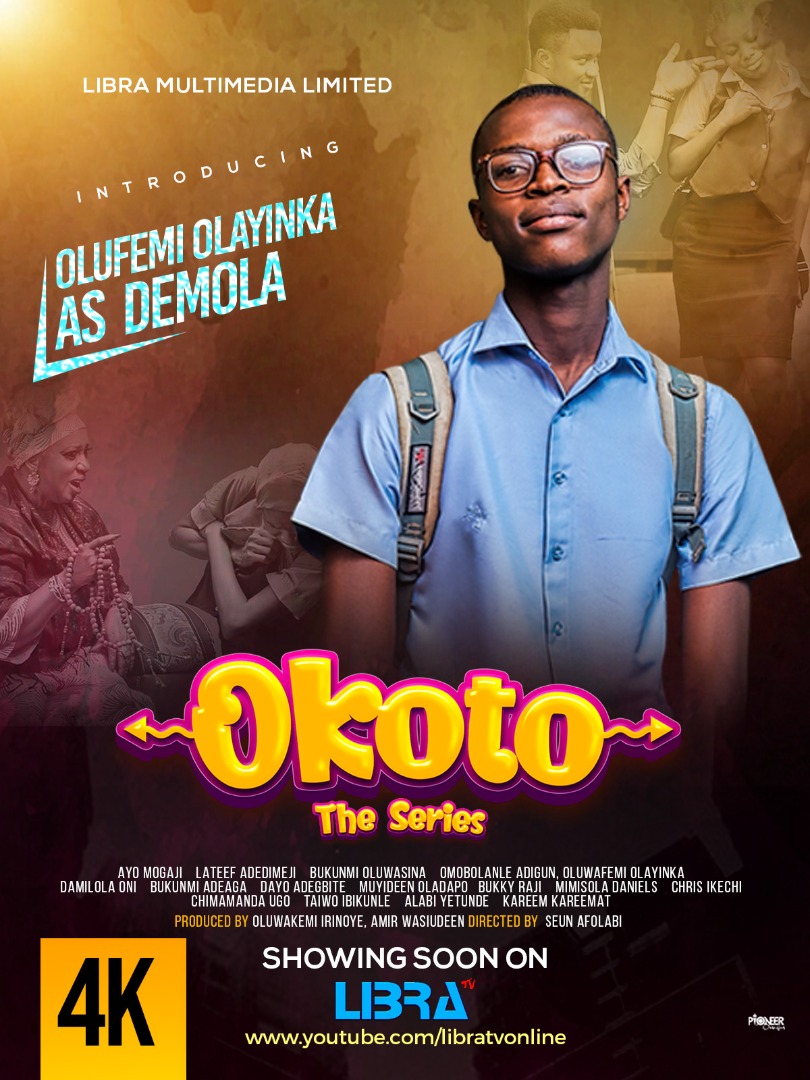 LIBRA MULTIMEDIA LIMITED
INTRODUCING
OLUFEMI OLAYINKA
AS DEMOLA
Okoto
The Series
AYO MOGAJI LATEEF ADEDIMEJI BUKUNMI OLUWASINA OMOBOLANLE ADIGUN, OLUWAFEMI OLAYINKA
DAMILOLA ONI BUKUNMI ADEAGA DAYO ADEGBITE MUYIDEEN OLADAPO BUKKY RAJI MIMISOLA DANIELS CHRIS IKECHI
CHIMAMANDA UGO TAIWO IBIKUNLE ALABI YETUNDE KAREEM KAREEMAT
PRODUCED BY OLUWAKEMI IRINOYE, AMIR WASIUDEEN DIRECTED BY SEUN AFOLABI
4K
SHOWING SOON ON
LIBRA TV
www.youtube.com/libratvonline
PIONEER